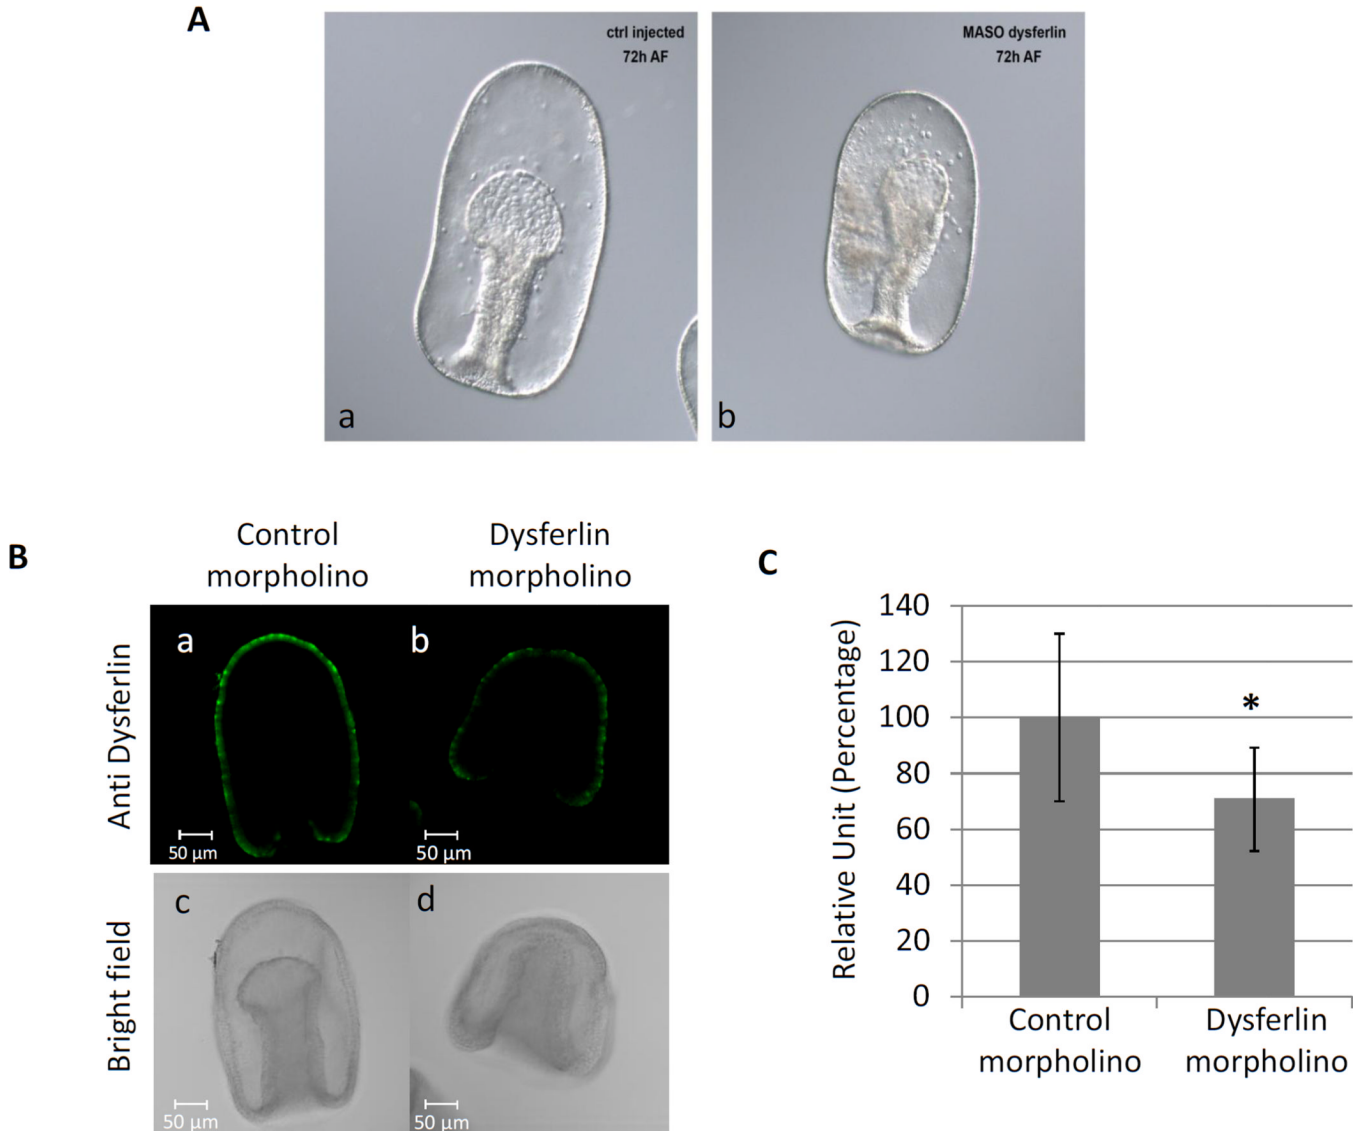 A
ctrl injected
72h AF
a
MASO dysferlin
72h AF
b
B
Control
morpholino
Dysferlin
morpholino
Anti Dysferlin
a
50 µm
b
50 µm
Bright field
c
50 µm
d
50 µm
C
Relative Unit (Percentage)
140
120
100
80
60
40
20
0
*
Control
morpholino
Dysferlin
morpholino